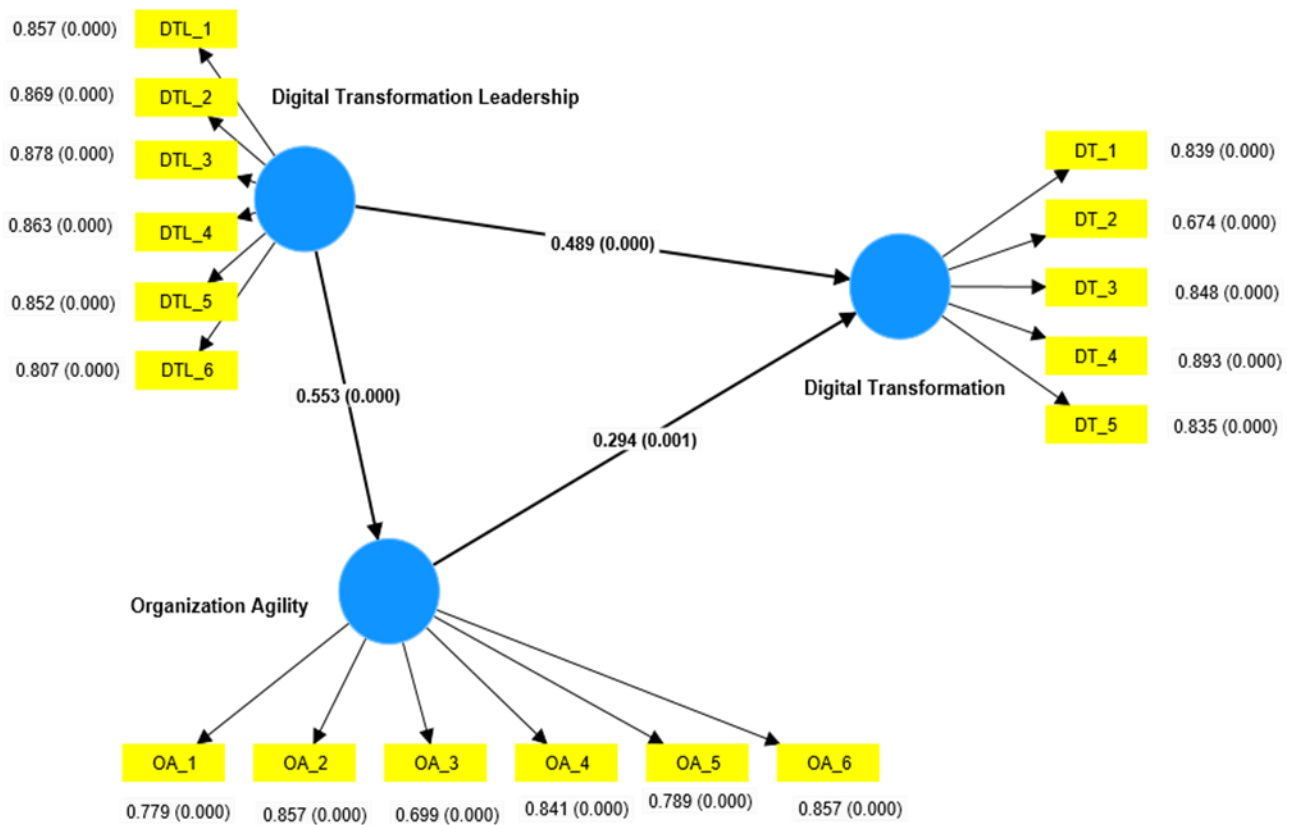 0.857 (0.000) DTL_1
0.869 (0.000) DTL_2
Digital Transformation Leadership
0.878 (0.000) DTL_3
0.863 (0.000) DTL_4
0.852 (0.000) DTL_5
0.807 (0.000) DTL_6
DT_1 0.839 (0.000)
DT_2 0.674 (0.000)
DT_3 0.848 (0.000)
DT_4 0.893 (0.000)
DT_5 0.835 (0.000)
Digital Transformation
0.489 (0.000)
0.553 (0.000)
0.294 (0.001)
Organization Agility
OA_1 OA_2 OA_3 OA_4 OA_5 OA_6
0.779 (0.000) 0.857 (0.000) 0.699 (0.000) 0.841 (0.000) 0.789 (0.000) 0.857 (0.000)